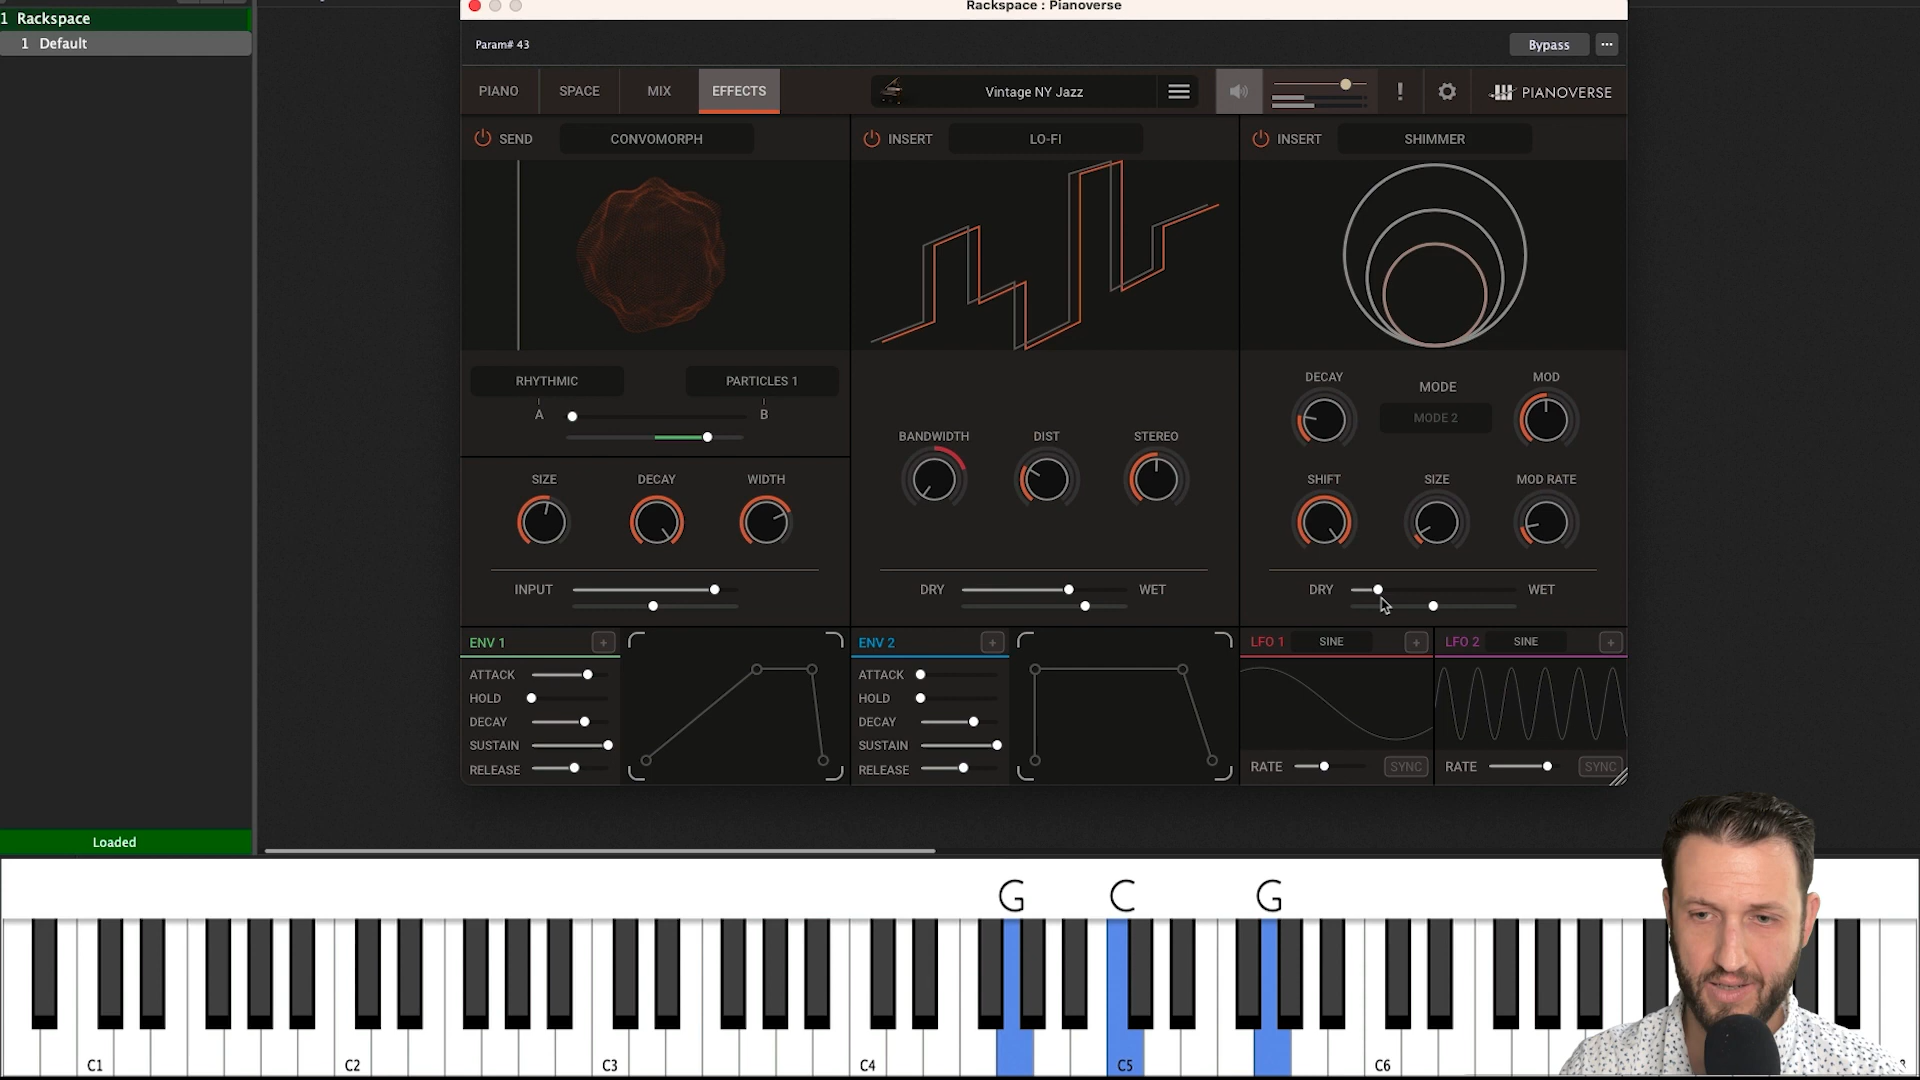 Rackspace : Pianoverse
1 Rackspace
1 Default
Param# 43
Bypass
PIANO
SPACE
MIX
EFFECTS
Vintage NY Jazz
!
PIANOVERSE
SEND
CONVOMORPH
INSERT
LO-FI
INSERT
SHIMMER
RHYTHMIC
PARTICLES 1
A
B
SIZE
DECAY
WIDTH
INPUT
BANDWIDTH
DIST
STEREO
DRY
WET
DECAY
MODE
MOD
MODE 2
SHIFT
SIZE
MOD RATE
DRY
WET
ENV 1
+
ATTACK
HOLD
DECAY
SUSTAIN
RELEASE
ENV 2
+
ATTACK
HOLD
DECAY
SUSTAIN
RELEASE
LFO 1
SINE
+
RATE
SYNC
LFO 2
SINE
+
RATE
SYNC
Loaded
G
C
G
C1
C2
C3
C4
C5
C6